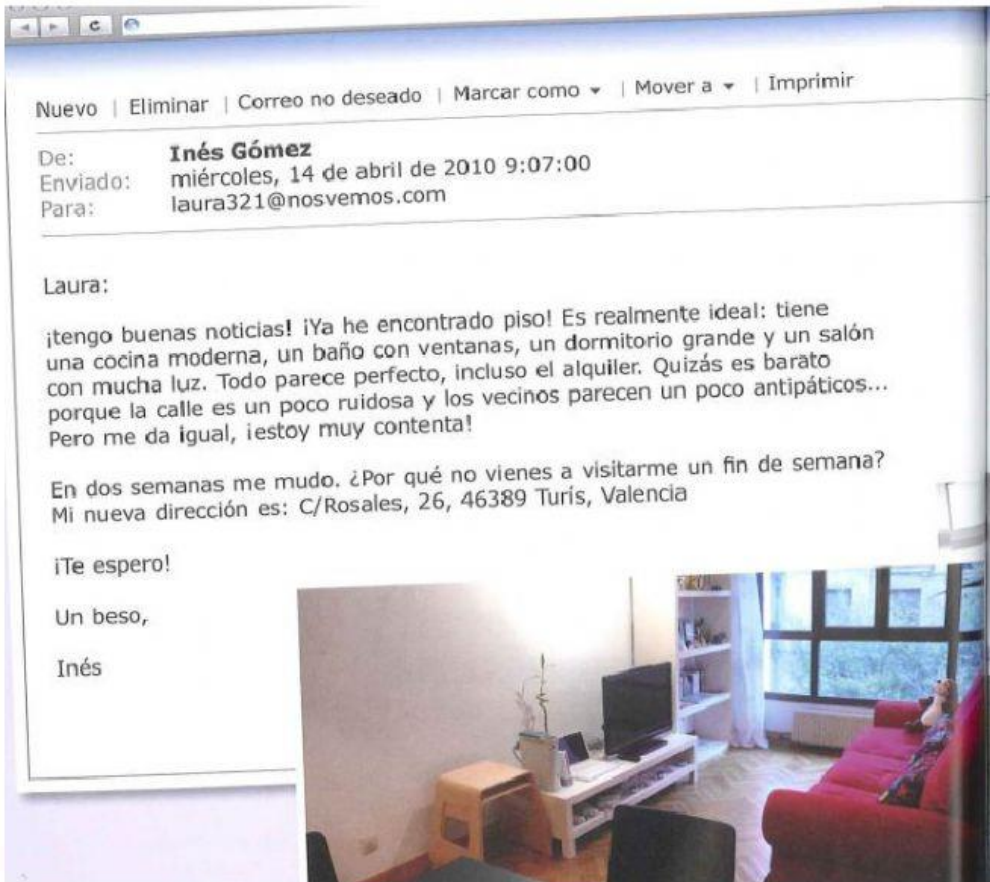 Nuevo | Eliminar | Correo no deseado | Marcar como | Mover a | Imprimir
De: Inés Gómez
Enviado: miércoles, 14 de abril de 2010 9:07:00
Para: laura321@nosvemos.com
Laura:
¡tengo buenas noticias! ¡Ya he encontrado piso! Es realmente ideal: tiene
una cocina moderna, un baño con ventanas, un dormitorio grande y un salón
con mucha luz. Todo parece perfecto, incluso el alquiler. Quizás es barato
porque la calle es un poco ruidosa y los vecinos parecen un poco antipáticos...
Pero me da igual, ¡estoy muy contenta!
En dos semanas me mudo. ¿Por qué no vienes a visitarme un fin de semana?
Mi nueva dirección es: C/Rosales, 26, 46389 Turís, Valencia
¡Te espero!
Un beso,
Inés